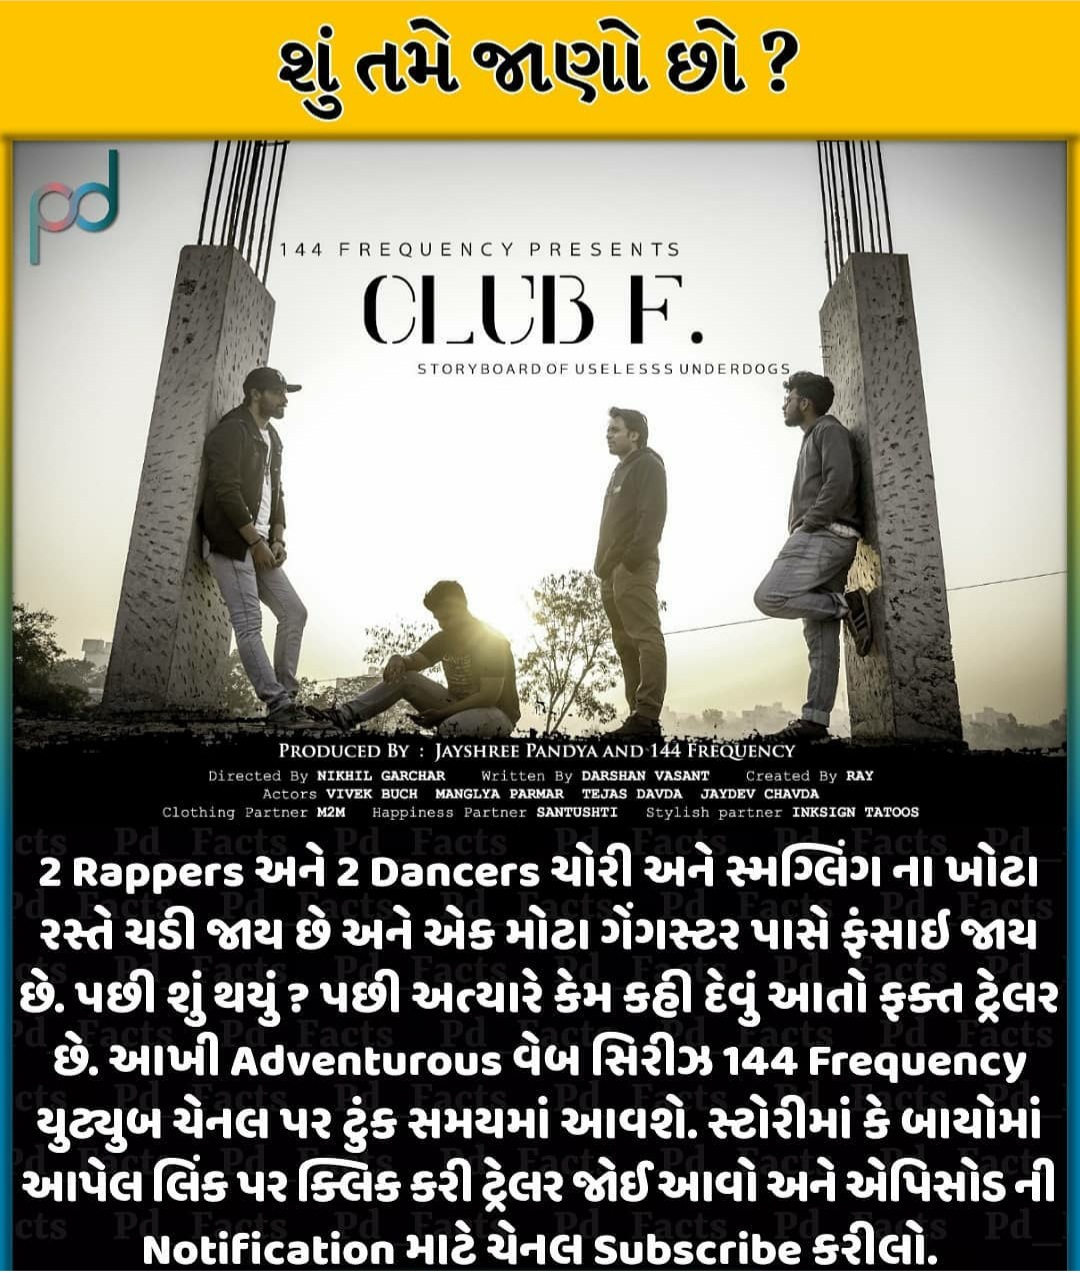 શું તમે જાણો છો ?
pd
144 FREQUENCY PRESENTS
CLUB F.
STORYBOARD OF USELESSS UNDERDOGS
PRODUCED BY : JAYSHREE PANDYA AND 144 FREQUENCY
Directed By NIKHIL GARCHAR Written By DARSHAN VASANT Created By RAY
Actors VIVEK BUCH MANGLYA PARMAR TEJAS DAVDA JAYDEV CHAVDA
Clothing Partner M2M Happiness Partner SANTUSHTI Stylish partner INKSIGN TATOOS
2 Rappers અને 2 Dancers ચોરી અને સ્મગ્લિંગ ના ખોટા
રસ્તે ચડી જાય છે અને એક મોટા ગેંગસ્ટર પાસે ફંસાઇ જાય
છે. પછી શું થયું ? પછી અત્યારે કેમ કહી દેવું આતો ફક્ત ટ્રેલર
છે. આખી Adventurous વેબ સિરીઝ 144 Frequency
યુટ્યુબ ચેનલ પર ટુંક સમયમાં આવશે. સ્ટોરીમાં કે બાયોમાં
આપેલ લિંક પર ક્લિક કરી ટ્રેલર જોઈ આવો અને એપિસોડ ની
Notification માટે ચેનલ Subscribe કરીલો.